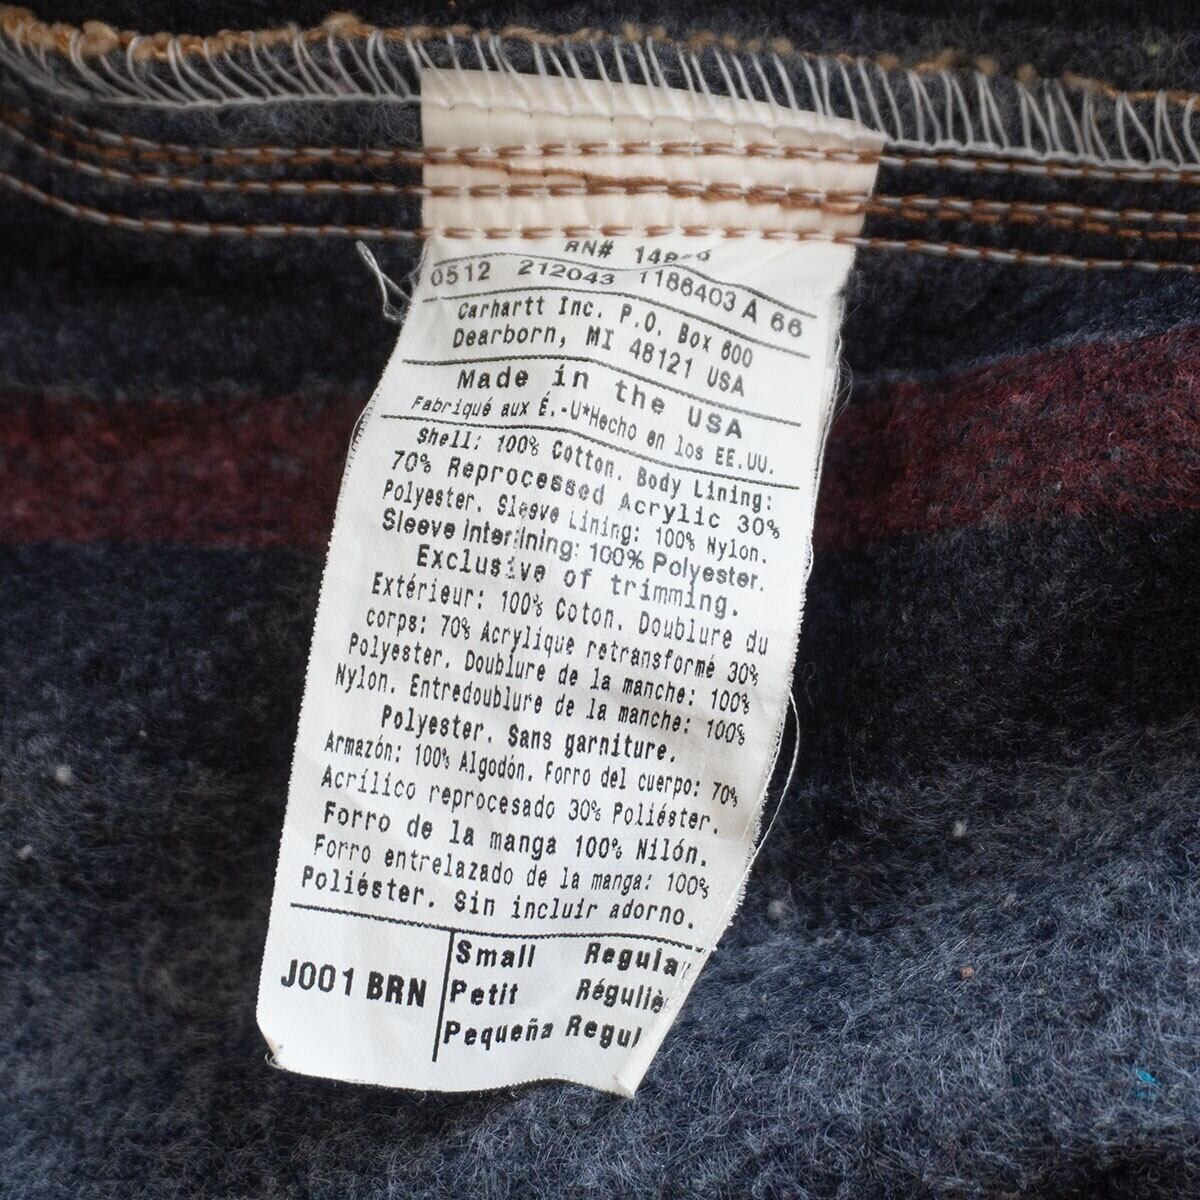 RN#
0512 212043 1186403 A 66
Carhartt Inc. P.O. Box 600
Dearborn, MI 48121 USA
Made in the USA
Fabriqué aux É.-U*Hecho en los EE.UU.
Shell: 100% Cotton. Body Lining:
70% Reprocessed Acrylic 30%
Polyester. Sleeve Lining: 100% Nylon.
Sleeve Interlining: 100% Polyester.
Exclusive of trimming.
Extérieur: 100% Coton. Doublure du
corps: 70% Acrylique retransformé 30%
Polyester. Doublure de la manche: 100%
Nylon. Entredoublure de la manche: 100%
Polyester. Sans garniture.
Armazón: 100% Algodón. Forro del cuerpo: 70%
Acrílico reprocesado 30% Poliéster.
Forro de la manga 100% Nilón.
Forro entrelazado de la manga: 100%
Poliéster. Sin incluir adorno.
J001 BRN
Small Regular
Petit Réguliè
Pequeña Regul